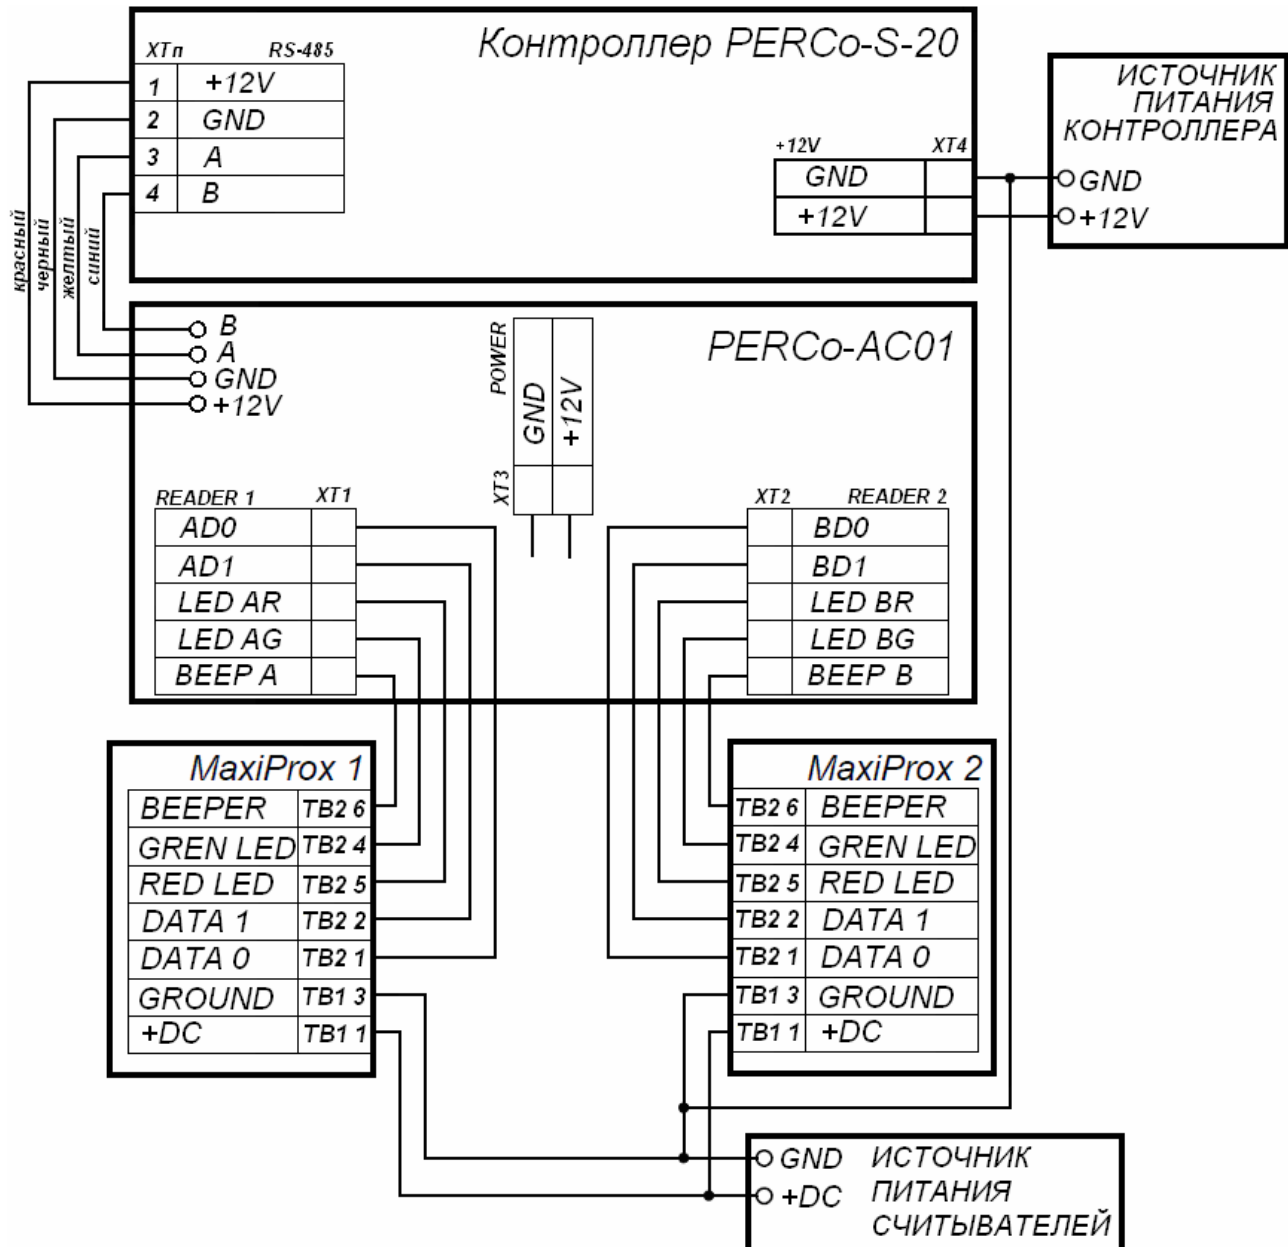 Контроллер PERCo-S-20
XTп RS-485
1 +12V
2 GND
3 A
4 B
+12V XT4
GND
+12V
ИСТОЧНИК
ПИТАНИЯ
КОНТРОЛЛЕРА
GND
+12V
красный
черный
желтый
синий
PERCo-AC01
B
A
GND
+12V
POWER
GND
+12V
XT3
READER 1 XT1
AD0
AD1
LED AR
LED AG
BEEP A
XT2 READER 2
BD0
BD1
LED BR
LED BG
BEEP B
MaxiProx 1
BEEPER TB2 6
GREN LED TB2 4
RED LED TB2 5
DATA 1 TB2 2
DATA 0 TB2 1
GROUND TB1 3
+DC TB1 1
MaxiProx 2
TB2 6 BEEPER
TB2 4 GREN LED
TB2 5 RED LED
TB2 2 DATA 1
TB2 1 DATA 0
TB1 3 GROUND
TB1 1 +DC
GND ИСТОЧНИК
+DC ПИТАНИЯ
СЧИТЫВАТЕЛЕЙ